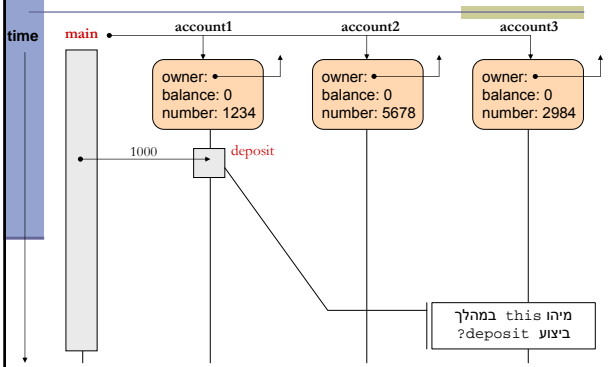 time
main
account1
account2
account3
owner:
balance: 0
number: 1234
owner:
balance: 0
number: 5678
owner:
balance: 0
number: 2984
1000
deposit
מיהו this במהלך
ביצוע deposit?